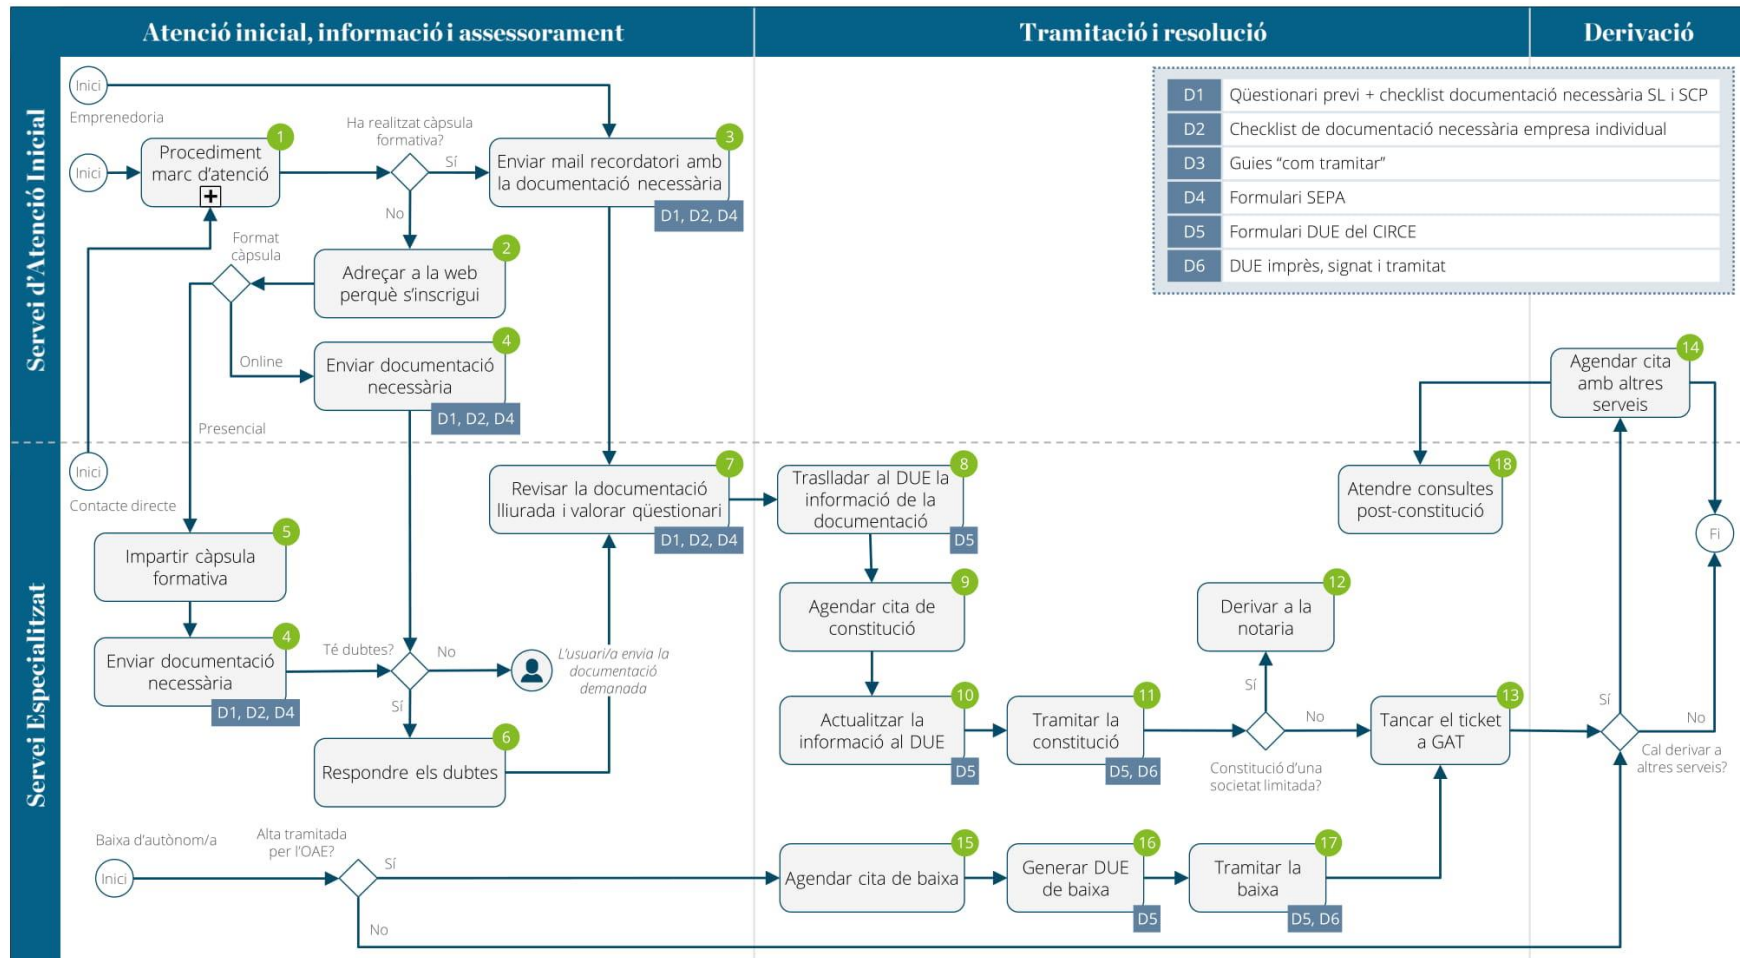 Atenció inicial, informació i assessorament
Tramitació i resolució
Derivació
Servei d'Atenció Inicial
Servei Especialitzat
Inici
Emprenedoria
Inici
1
Procediment
marc d'atenció
Ha realitzat càpsula
formativa?
Sí
No
3
Enviar mail recordatori amb
la documentació necessària
D1, D2, D4
Format
càpsula
2
Adreçar a la web
perquè s'inscrigui
Online
4
Enviar documentació
necessària
D1, D2, D4
Presencial
D1 Qüestionari previ + checklist documentació necessària SL i SCP
D2 Checklist de documentació necessària empresa individual
D3 Guies “com tramitar”
D4 Formulari SEPA
D5 Formulari DUE del CIRCE
D6 DUE imprès, signat i tramitat
14
Agendar cita
amb altres
serveis
Inici
Contacte directe
5
Impartir càpsula
formativa
4
Enviar documentació
necessària
D1, D2, D4
Té dubtes?
No
Sí
L'usuari/a envia la
documentació
demanada
6
Respondre els dubtes
7
Revisar la documentació
lliurada i valorar qüestionari
D1, D2, D4
8
Traslladar al DUE la
informació de la
documentació
D5
9
Agendar cita de
constitució
10
Actualitzar la
informació al DUE
D5
11
Tramitar la
constitució
D5, D6
12
Derivar a la
notaria
Sí
No
Constitució d'una
societat limitada?
13
Tancar el ticket
a GAT
18
Atendre consultes
post-constitució
Fi
Sí
No
Cal derivar a
altres serveis?
Baixa d'autònom/a
Inici
Alta tramitada
per l'OAE?
Sí
No
15
Agendar cita de baixa
16
Generar DUE
de baixa
D5
17
Tramitar la
baixa
D5, D6